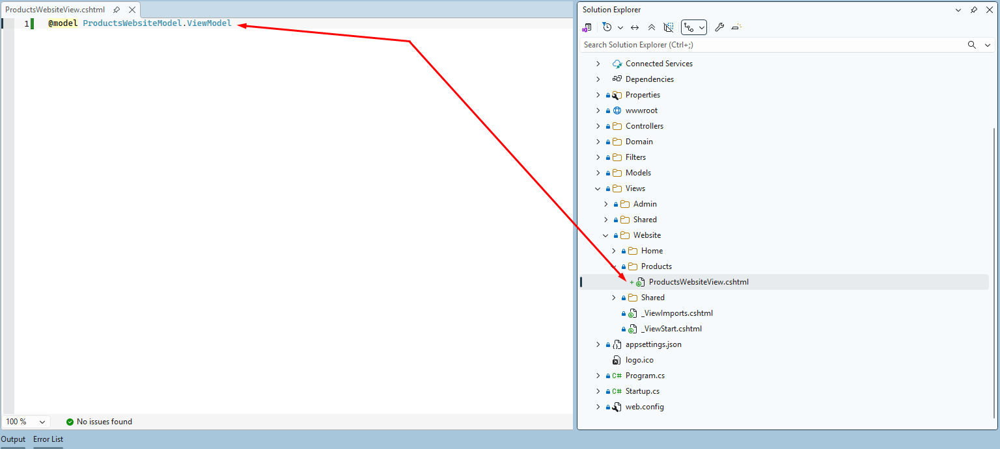 ProductsWebsiteView.cshtml
1 @model ProductsWebsiteModel.ViewModel
100 %
No issues found
Output Error List
Solution Explorer
Search Solution Explorer (Ctrl+;)
Connected Services
Dependencies
Properties
wwwroot
Controllers
Domain
Filters
Models
Views
Admin
Shared
Website
Home
Products
ProductsWebsiteView.cshtml
Shared
_ViewImports.cshtml
_ViewStart.cshtml
appsettings.json
logo.ico
C# Program.cs
C# Startup.cs
web.config